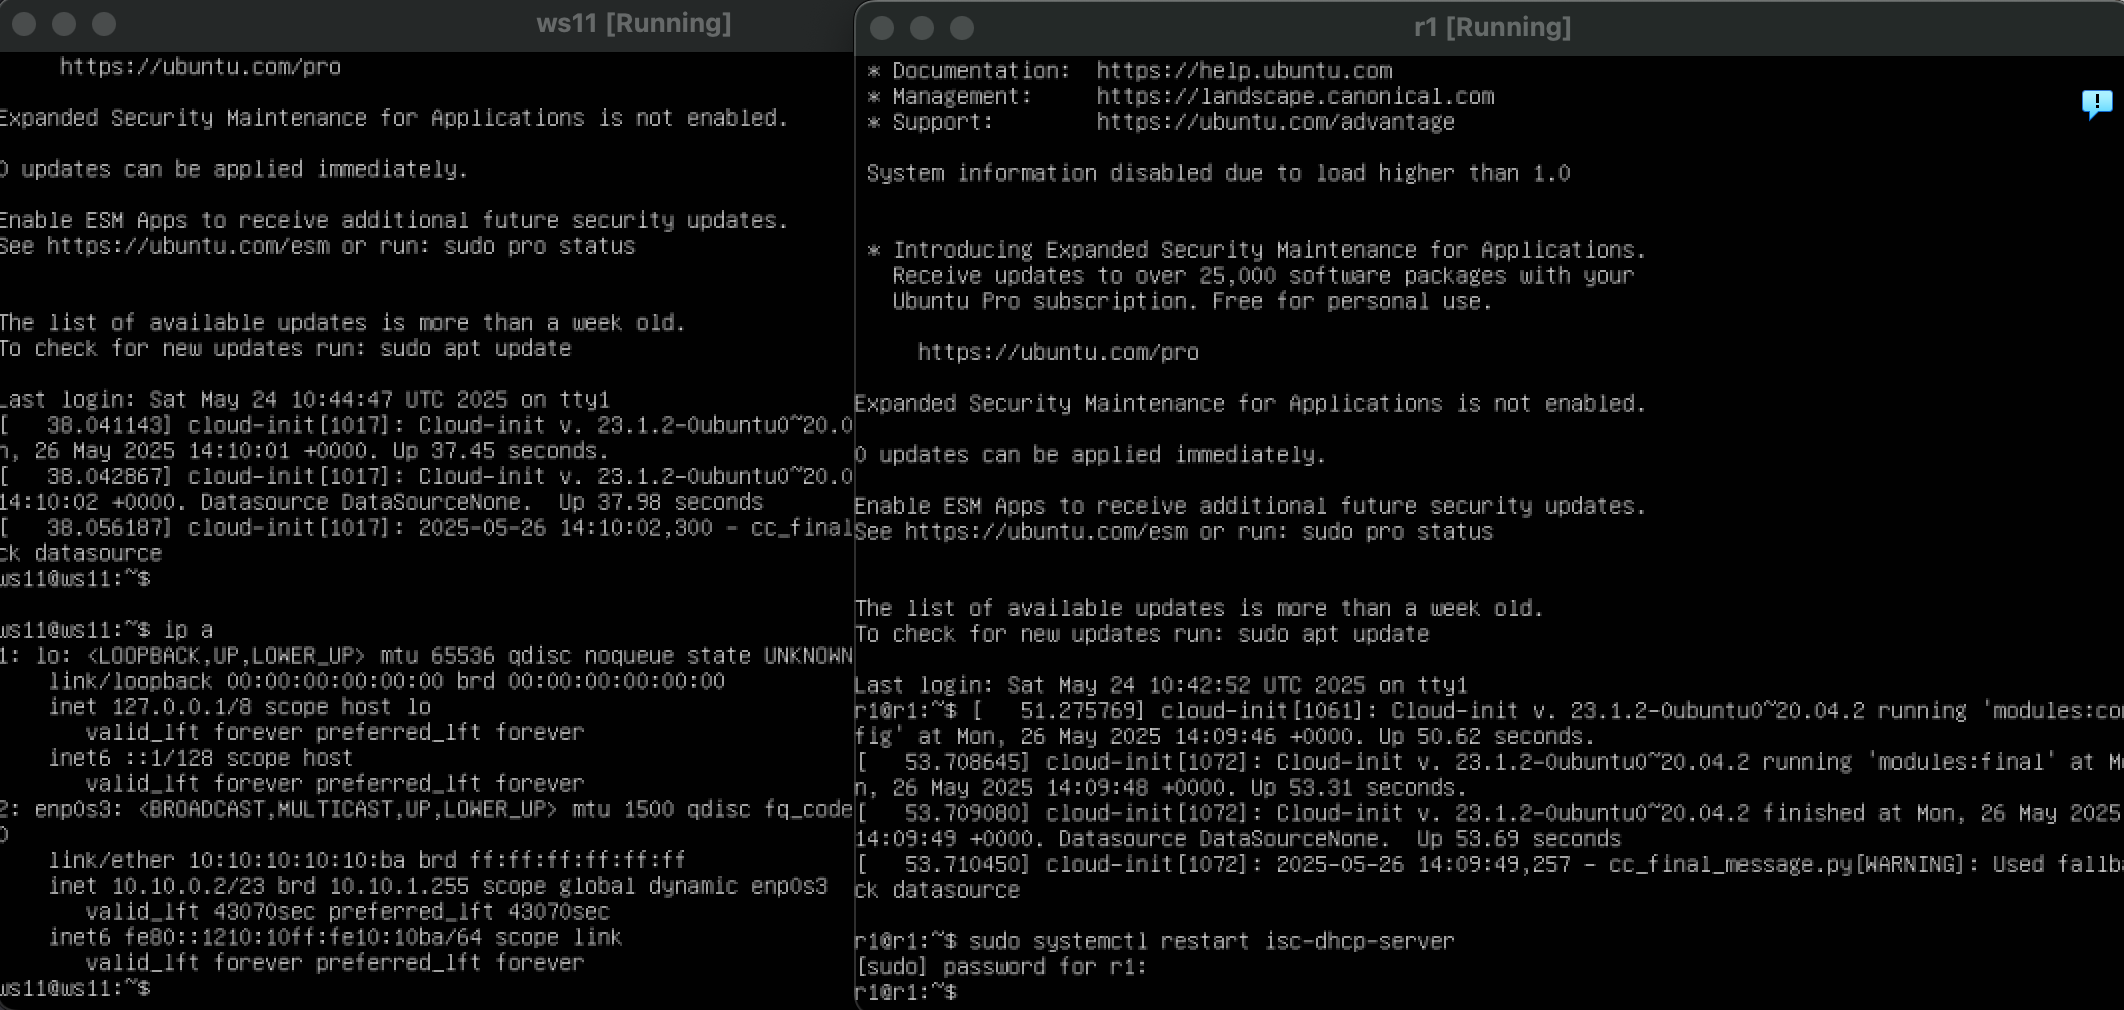 ws11 [Running]
https://ubuntu.com/pro
Expanded Security Maintenance for Applications is not enabled.
0 updates can be applied immediately.
Enable ESM Apps to receive additional future security updates.
See https://ubuntu.com/esm or run: sudo pro status
The list of available updates is more than a week old.
To check for new updates run: sudo apt update
Last login: Sat May 24 10:44:47 UTC 2025 on tty1
[   38.041143] cloud-init[1017]: Cloud-init v. 23.1.2-0ubuntu0~20.0
n, 26 May 2025 14:10:01 +0000. Up 37.45 seconds.
[   38.042867] cloud-init[1017]: Cloud-init v. 23.1.2-0ubuntu0~20.0
14:10:02 +0000. Datasource DataSourceNone.  Up 37.98 seconds
[   38.056187] cloud-init[1017]: 2025-05-26 14:10:02,300 - cc_final
ck datasource
ws11@ws11:~$
ws11@ws11:~$ ip a
1: lo: <LOOPBACK,UP,LOWER_UP> mtu 65536 qdisc noqueue state UNKNOWN
link/loopback 00:00:00:00:00:00 brd 00:00:00:00:00:00
inet 127.0.0.1/8 scope host lo
valid_lft forever preferred_lft forever
inet6 ::1/128 scope host
valid_lft forever preferred_lft forever
2: enp0s3: <BROADCAST,MULTICAST,UP,LOWER_UP> mtu 1500 qdisc fq_code
0
link/ether 10:10:10:10:10:ba brd ff:ff:ff:ff:ff:ff
inet 10.10.0.2/23 brd 10.10.1.255 scope global dynamic enp0s3
valid_lft 43070sec preferred_lft 43070sec
inet6 fe80::1210:10ff:fe10:10ba/64 scope link
valid_lft forever preferred_lft forever
ws11@ws11:~$
r1 [Running]
* Documentation:  https://help.ubuntu.com
* Management:     https://landscape.canonical.com
* Support:        https://ubuntu.com/advantage
System information disabled due to load higher than 1.0
* Introducing Expanded Security Maintenance for Applications.
Receive updates to over 25,000 software packages with your
Ubuntu Pro subscription. Free for personal use.
https://ubuntu.com/pro
Expanded Security Maintenance for Applications is not enabled.
0 updates can be applied immediately.
Enable ESM Apps to receive additional future security updates.
See https://ubuntu.com/esm or run: sudo pro status
The list of available updates is more than a week old.
To check for new updates run: sudo apt update
Last login: Sat May 24 10:42:52 UTC 2025 on tty1
r1@r1:~$ [   51.275769] cloud-init[1061]: Cloud-init v. 23.1.2-0ubuntu0~20.04.2 running 'modules:con
fig' at Mon, 26 May 2025 14:09:46 +0000. Up 50.62 seconds.
[   53.708645] cloud-init[1072]: Cloud-init v. 23.1.2-0ubuntu0~20.04.2 running 'modules:final' at Mo
n, 26 May 2025 14:09:48 +0000. Up 53.31 seconds.
[   53.709080] cloud-init[1072]: Cloud-init v. 23.1.2-0ubuntu0~20.04.2 finished at Mon, 26 May 2025
14:09:49 +0000. Datasource DataSourceNone.  Up 53.69 seconds
[   53.710450] cloud-init[1072]: 2025-05-26 14:09:49,257 - cc_final_message.py[WARNING]: Used fallba
ck datasource
r1@r1:~$ sudo systemctl restart isc-dhcp-server
[sudo] password for r1:
r1@r1:~$